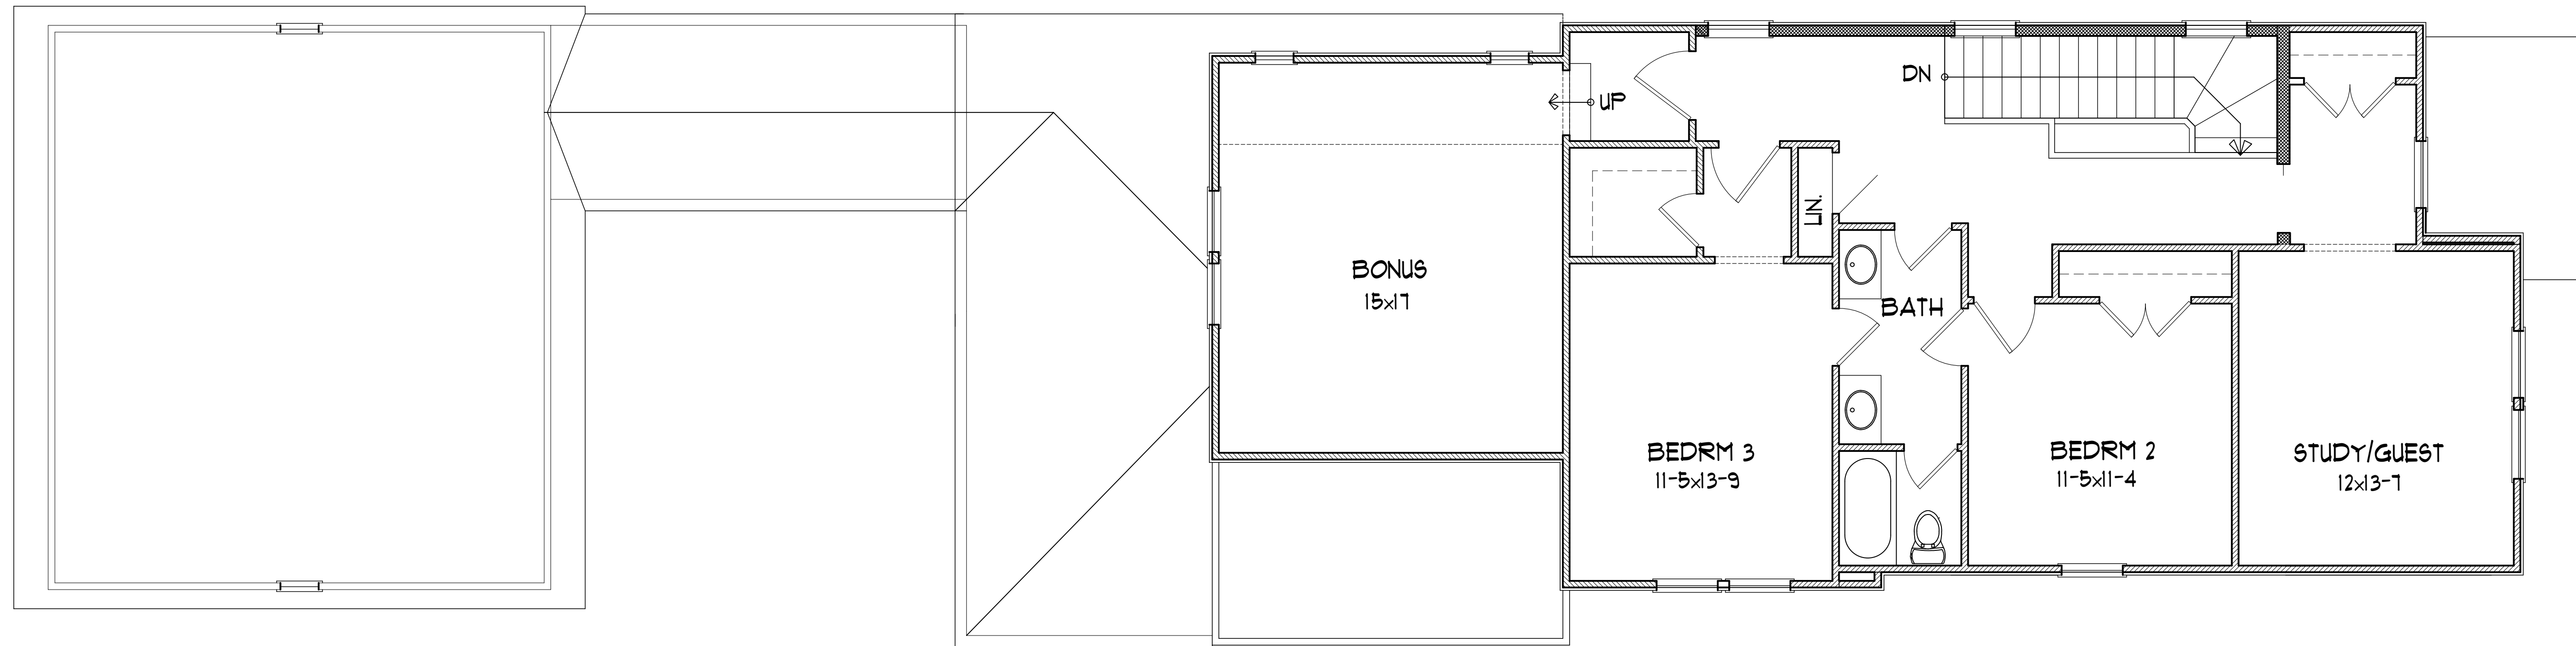 DN
UP
LIN.
BONUS
15x17
BATH
BEDRM 3
11-5x13-9
BEDRM 2
11-5x11-4
STUDY/GUEST
12x13-7